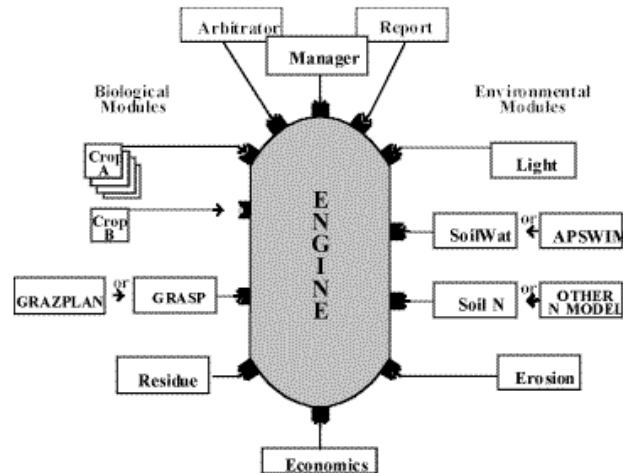 Arbitrator
Report
Manager
Biological
Modules
Environmental
Modules
Crop
A
Light
Crop
B
ENGINE
SoilWat
or
APSWIM
GRAZPLAN
or
GRASP
Soil N
or
OTHER
N MODEL
Residue
Erosion
Economics